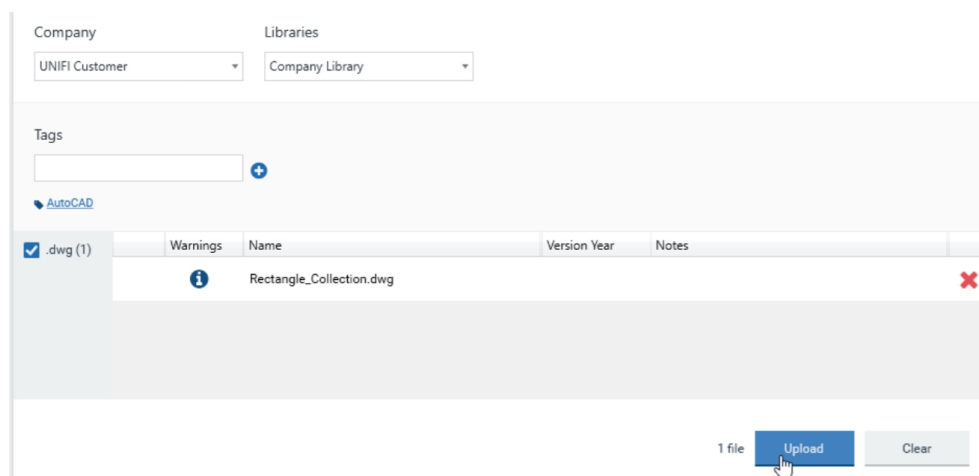 Company Libraries
UNIFI Customer Company Library
Tags
AutoCAD
.dwg (1) Warnings Name Version Year Notes
Rectangle_Collection.dwg
1 file Upload Clear